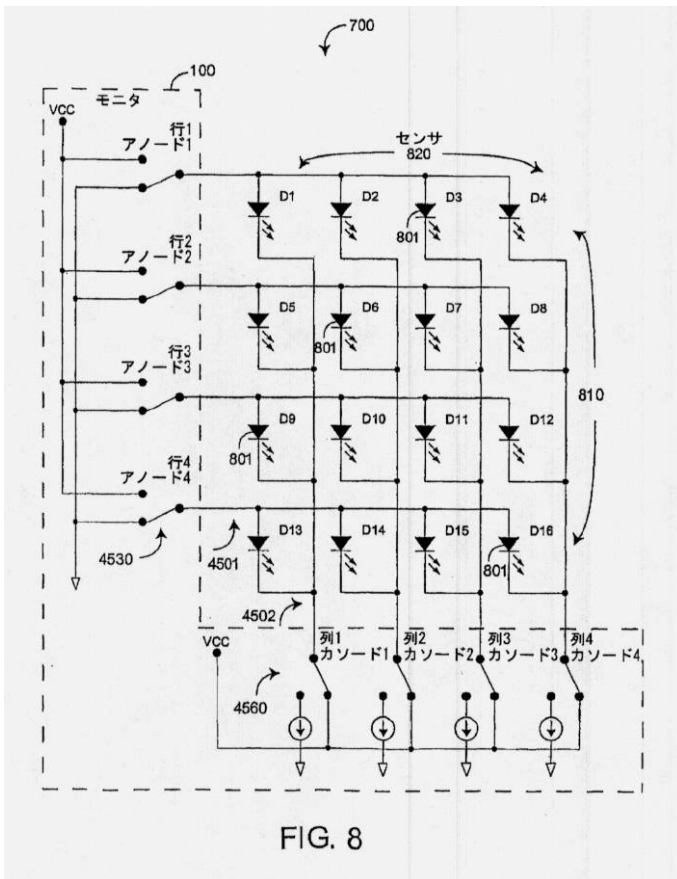 700
100
モニタ
VCC
行1
アノード1
センサ
820
D1
D2
D3
D4
801
行2
アノード2
D5
D6
D7
D8
801
行3
アノード3
810
D9
D10
D11
D12
801
行4
アノード4
D13
D14
D15
D16
4530
4501
801
4502
VCC
列1
カソード1
列2
カソード2
列3
カソード3
列4
カソード4
4560
FIG. 8